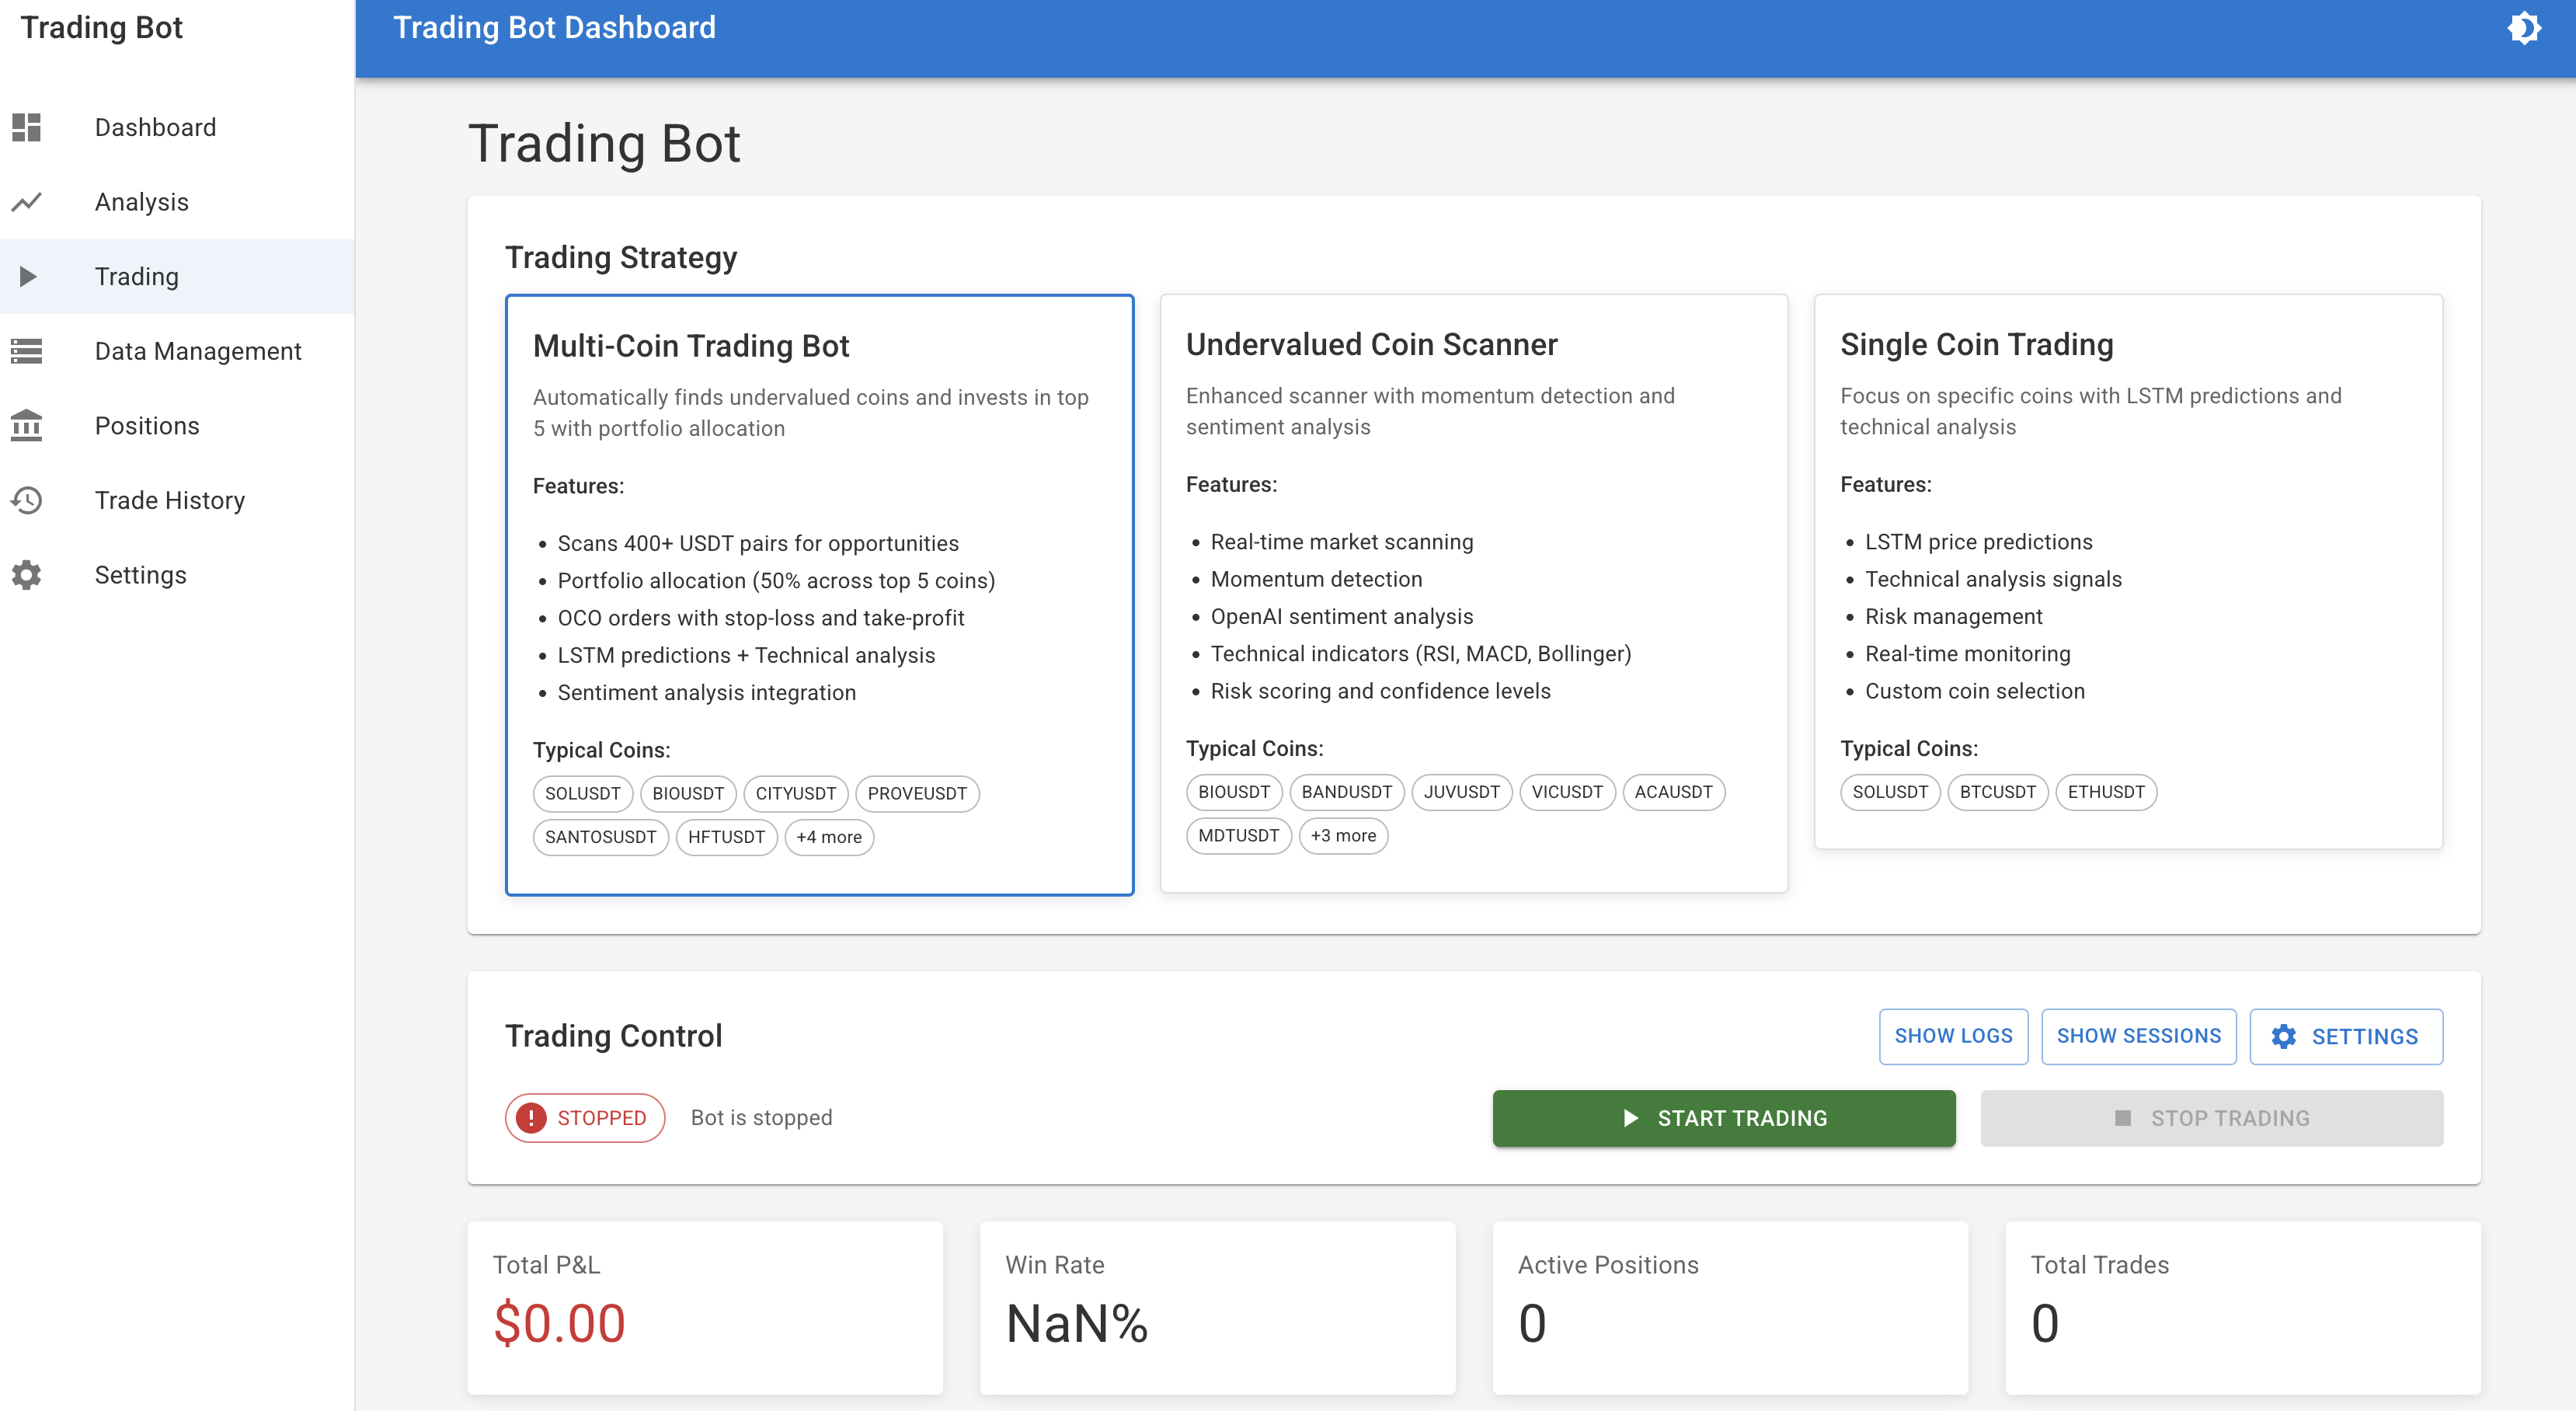 Trading Bot
Dashboard
Analysis
Trading
Data Management
Positions
Trade History
Settings
Trading Bot Dashboard
Trading Bot
Trading Strategy
Multi-Coin Trading Bot
Automatically finds undervalued coins and invests in top
5 with portfolio allocation
Features:
• Scans 400+ USDT pairs for opportunities
• Portfolio allocation (50% across top 5 coins)
• OCO orders with stop-loss and take-profit
• LSTM predictions + Technical analysis
• Sentiment analysis integration
Typical Coins:
SOLUSDT BIOUSDT CITYUSDT PROVEUSDT
SANTOSUSDT HFTUSDT +4 more
Undervalued Coin Scanner
Enhanced scanner with momentum detection and
sentiment analysis
Features:
• Real-time market scanning
• Momentum detection
• OpenAI sentiment analysis
• Technical indicators (RSI, MACD, Bollinger)
• Risk scoring and confidence levels
Typical Coins:
BIOUSDT BANDUSDT JUVUSDT VICUSDT ACAUSDT
MDTUSDT +3 more
Single Coin Trading
Focus on specific coins with LSTM predictions and
technical analysis
Features:
• LSTM price predictions
• Technical analysis signals
• Risk management
• Real-time monitoring
• Custom coin selection
Typical Coins:
SOLUSDT BTCUSDT ETHUSDT
Trading Control
SHOW LOGS SHOW SESSIONS SETTINGS
STOPPED Bot is stopped
START TRADING STOP TRADING
Total P&L
$0.00
Win Rate
NaN%
Active Positions
0
Total Trades
0